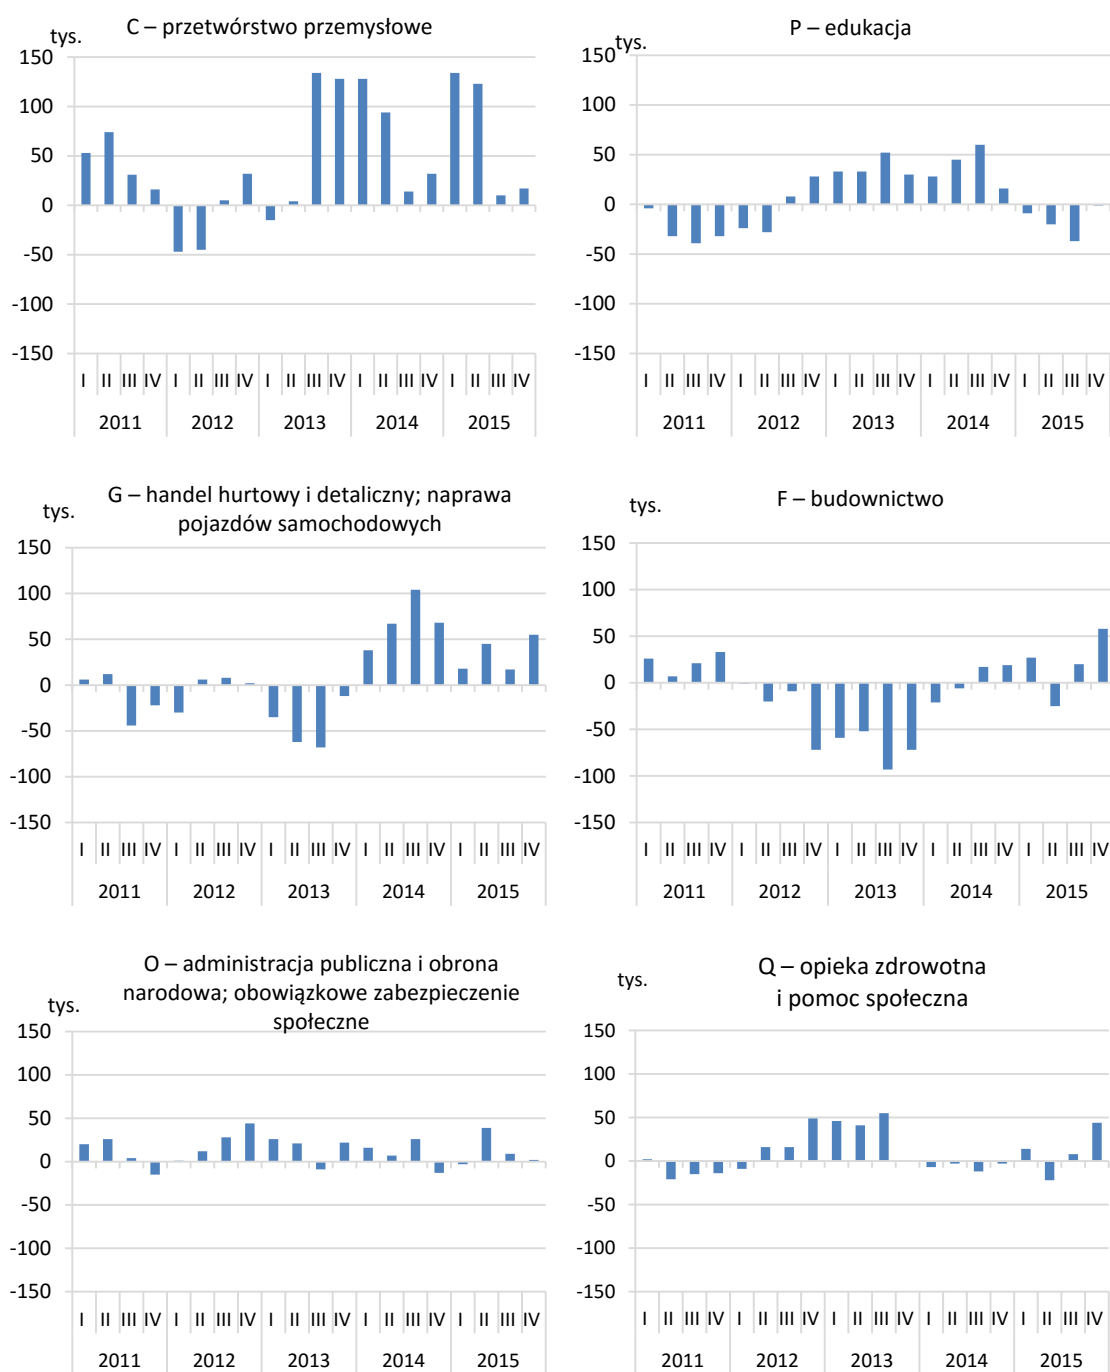 C – przetwórstwo przemysłowe
tys.
150
100
50
0
-50
-100
-150
I II III IV I II III IV I II III IV I II III IV I II III IV
2011 2012 2013 2014 2015
P – edukacja
tys.
150
100
50
0
-50
-100
-150
I II III IV I II III IV I II III IV I II III IV I II III IV
2011 2012 2013 2014 2015
G – handel hurtowy i detaliczny; naprawa
pojazdów samochodowych
tys.
150
100
50
0
-50
-100
-150
I II III IV I II III IV I II III IV I II III IV I II III IV
2011 2012 2013 2014 2015
F – budownictwo
tys.
150
100
50
0
-50
-100
-150
I II III IV I II III IV I II III IV I II III IV I II III IV
2011 2012 2013 2014 2015
O – administracja publiczna i obrona
narodowa; obowiązkowe zabezpieczenie
społeczne
tys.
150
100
50
0
-50
-100
-150
I II III IV I II III IV I II III IV I II III IV I II III IV
2011 2012 2013 2014 2015
Q – opieka zdrowotna
i pomoc społeczna
tys.
150
100
50
0
-50
-100
-150
I II III IV I II III IV I II III IV I II III IV I II III IV
2011 2012 2013 2014 2015